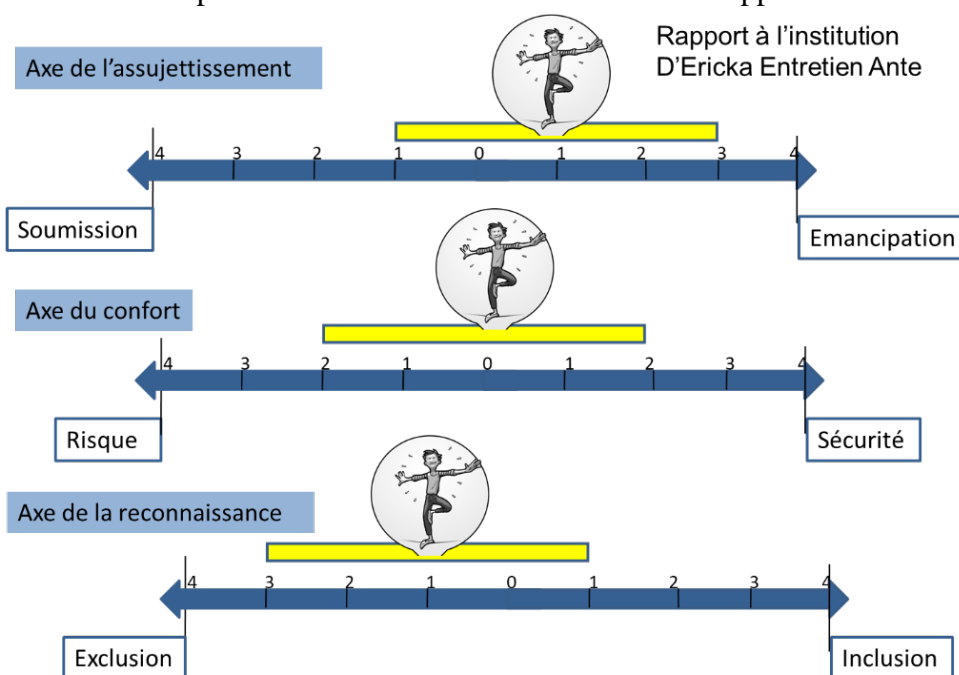 Rapport à l'institution
D'Ericka Entretien Ante
Axe de l'assujettissement
4 3 2 1 0 1 2 3 4
Soumission
Emancipation
Axe du confort
4 3 2 1 0 1 2 3 4
Risque
Sécurité
Axe de la reconnaissance
4 3 2 1 0 1 2 3 4
Exclusion
Inclusion